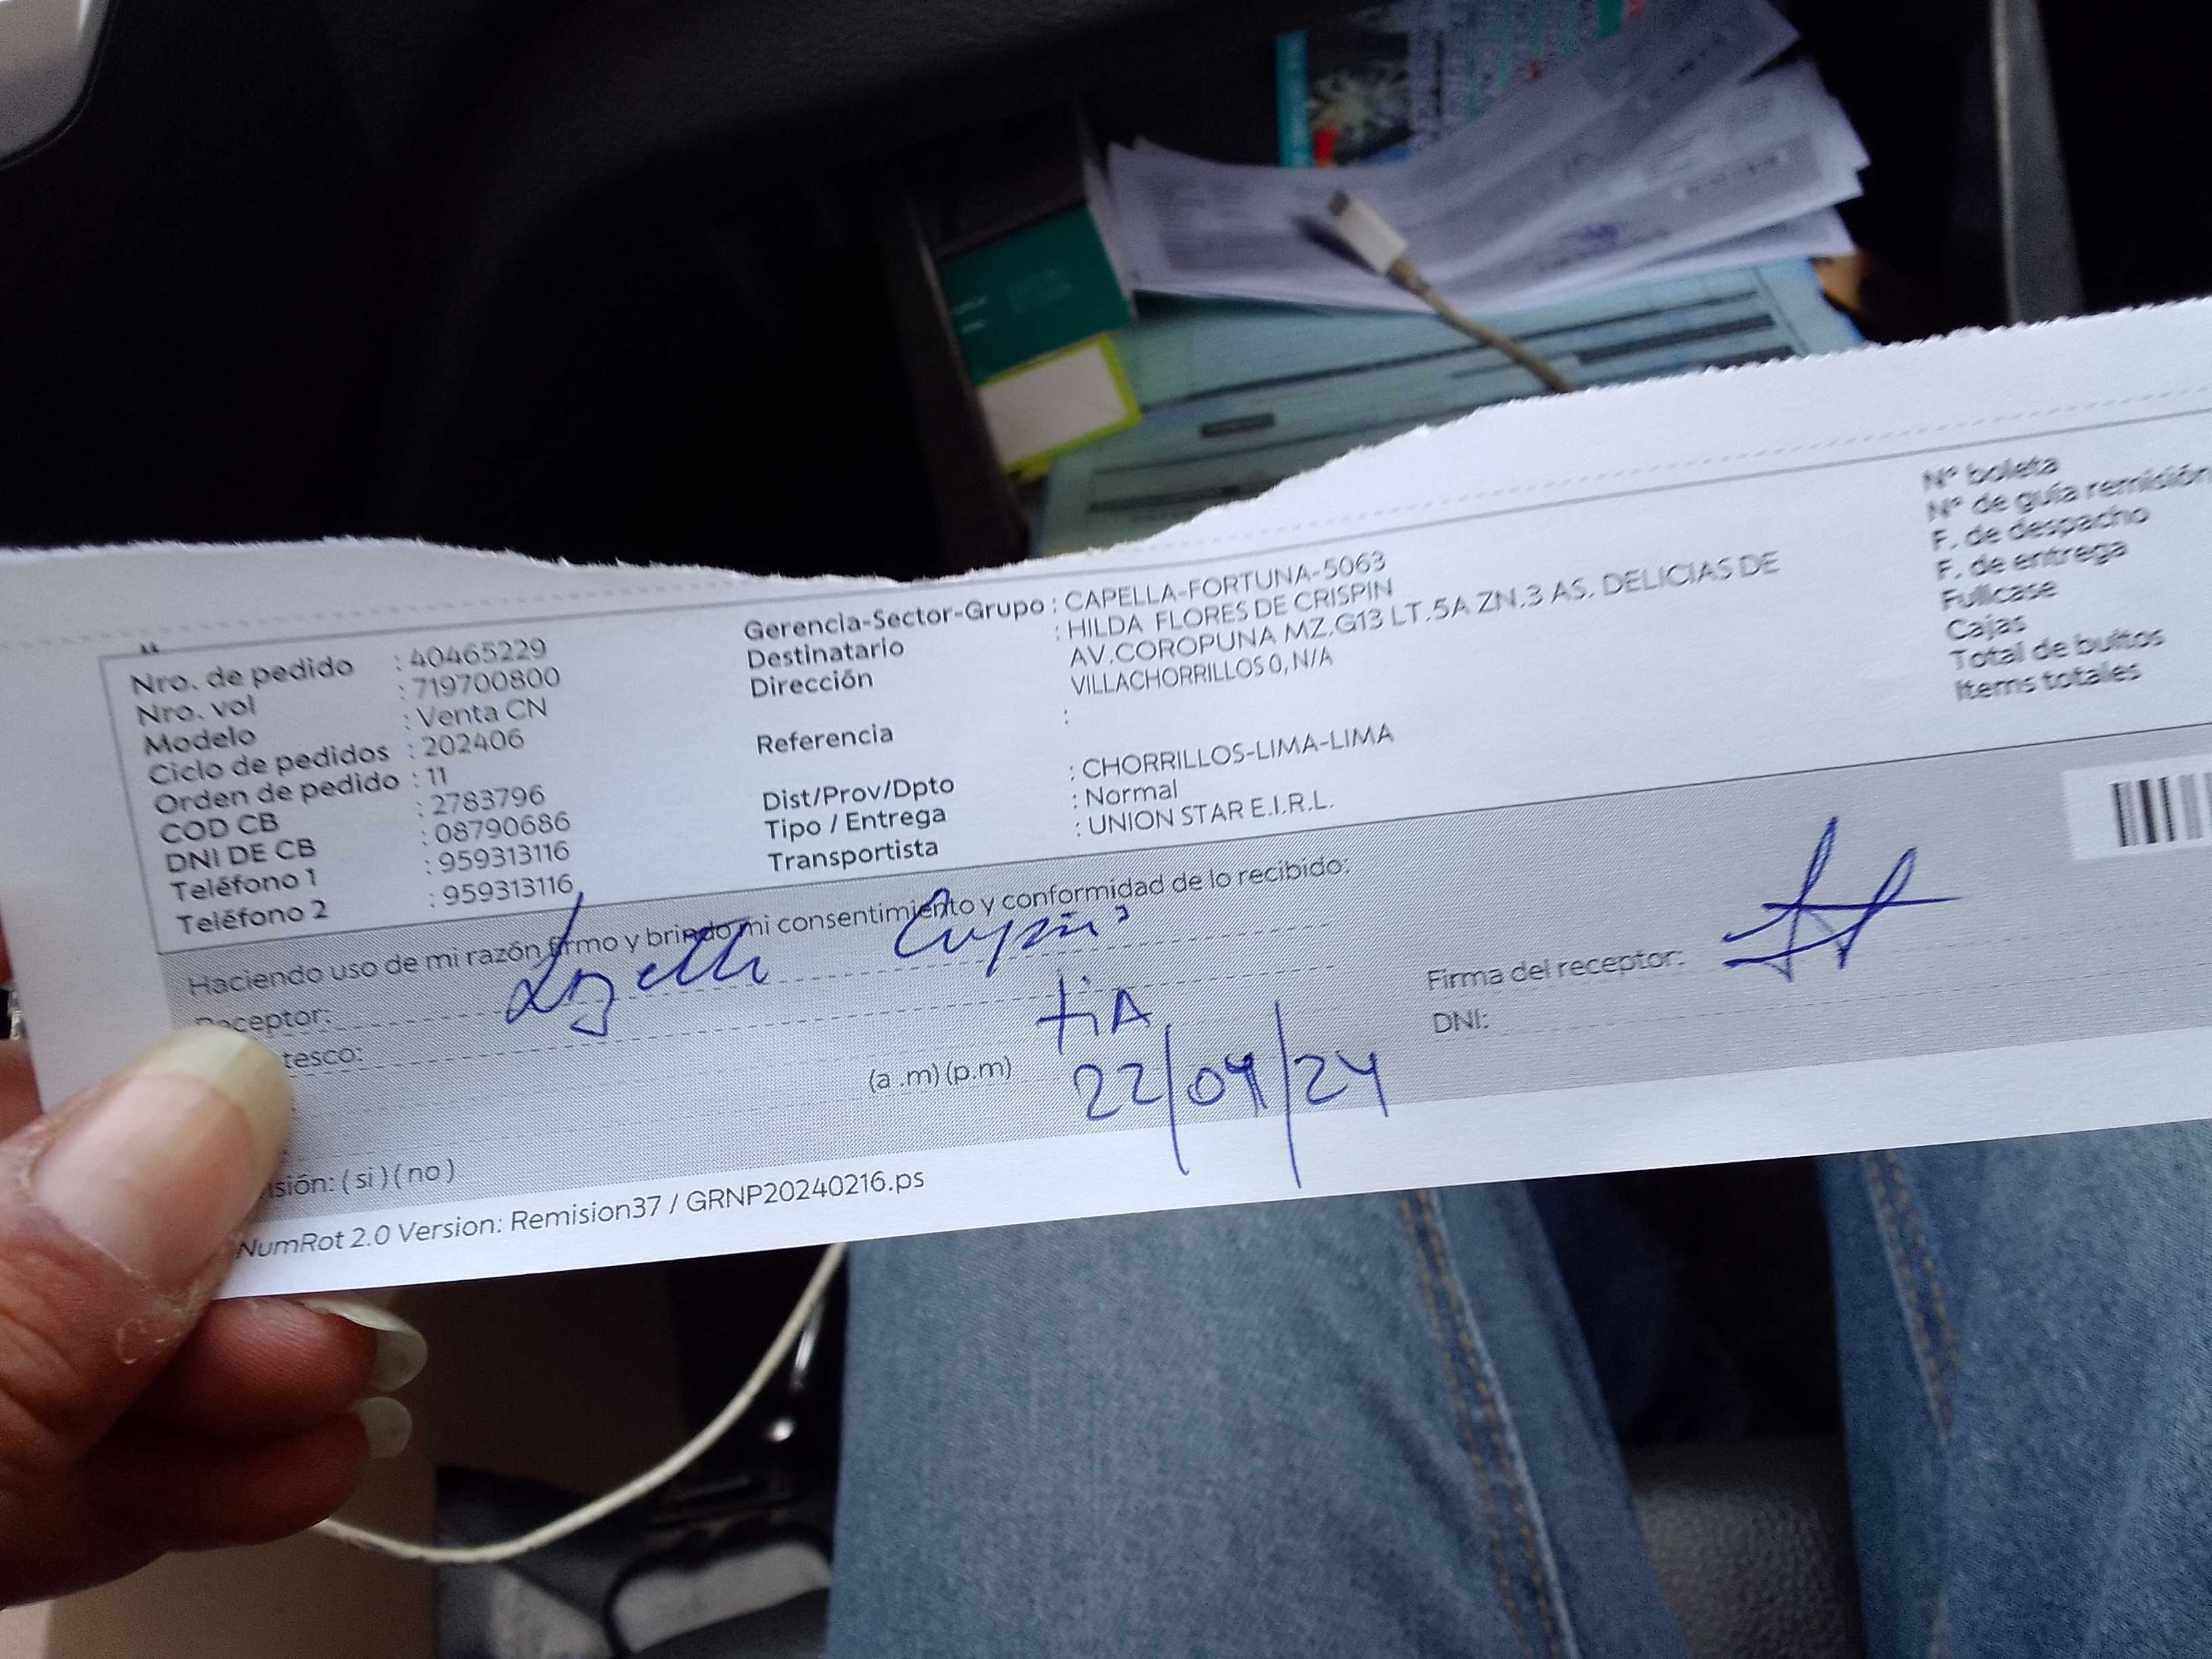 Nro. de pedido : 40465229
Nro. vol : 719700800
Modelo : Venta CN
Ciclo de pedidos : 202406
Orden de pedido : 11
COD CB : 2783796
DNI DE CB : 08790686
Teléfono 1 : 959313116
Teléfono 2 : 959313116
Gerencia-Sector-Grupo : CAPELLA-FORTUNA-5063
Destinatario : HILDA FLORES DE CRISPIN
Dirección AV.COROPUNA MZ.G13 LT.5A ZN.3 AS. DELICIAS DE
VILLACHORRILLOS 0, N/A
Referencia :
Dist/Prov/Dpto : CHORRILLOS-LIMA-LIMA
Tipo / Entrega : Normal
Transportista : UNION STAR E.I.R.L.
N° boleta
N° de guía remisión
F. de despacho
F. de entrega
Fullcase
Cajas
Total de bultos
Items totales
Haciendo uso de mi razón firmo y brindo mi consentimiento y conformidad de lo recibido:
Receptor:
tesco: tiA
(a .m) (p.m) 22/04/24
Firma del receptor:
DNI:
isión: ( si ) ( no )
NumRot 2.0 Version: Remision37 / GRNP20240216.ps